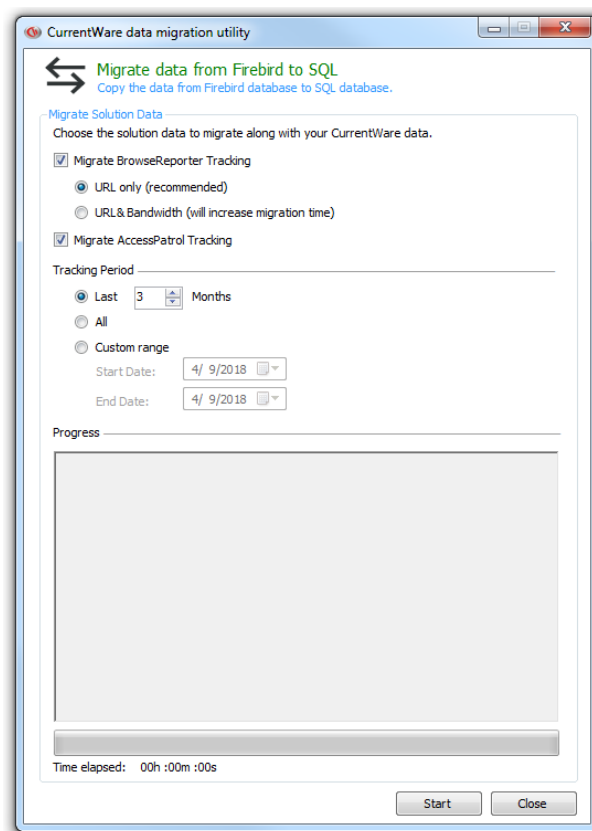 CurrentWare data migration utility
Migrate data from Firebird to SQL
Copy the data from Firebird database to SQL database.
Migrate Solution Data
Choose the solution data to migrate along with your CurrentWare data.
Migrate BrowseReporter Tracking
URL only (recommended)
URL& Bandwidth (will increase migration time)
Migrate AccessPatrol Tracking
Tracking Period
Last 3 Months
All
Custom range
Start Date: 4/ 9/2018
End Date: 4/ 9/2018
Progress
Time elapsed: 00h :00m :00s
Start Close